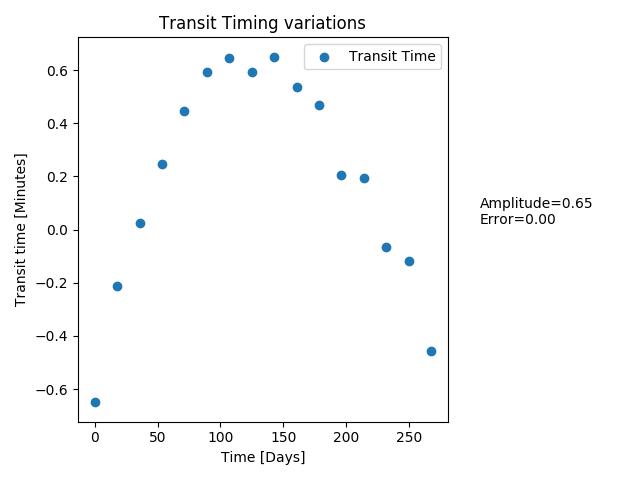 Transit Timing variations
Transit Time
0.6
0.4
0.2
0.0
−0.2
−0.4
−0.6
Transit time [Minutes]
Amplitude=0.65
Error=0.00
0
50
100
150
200
250
Time [Days]